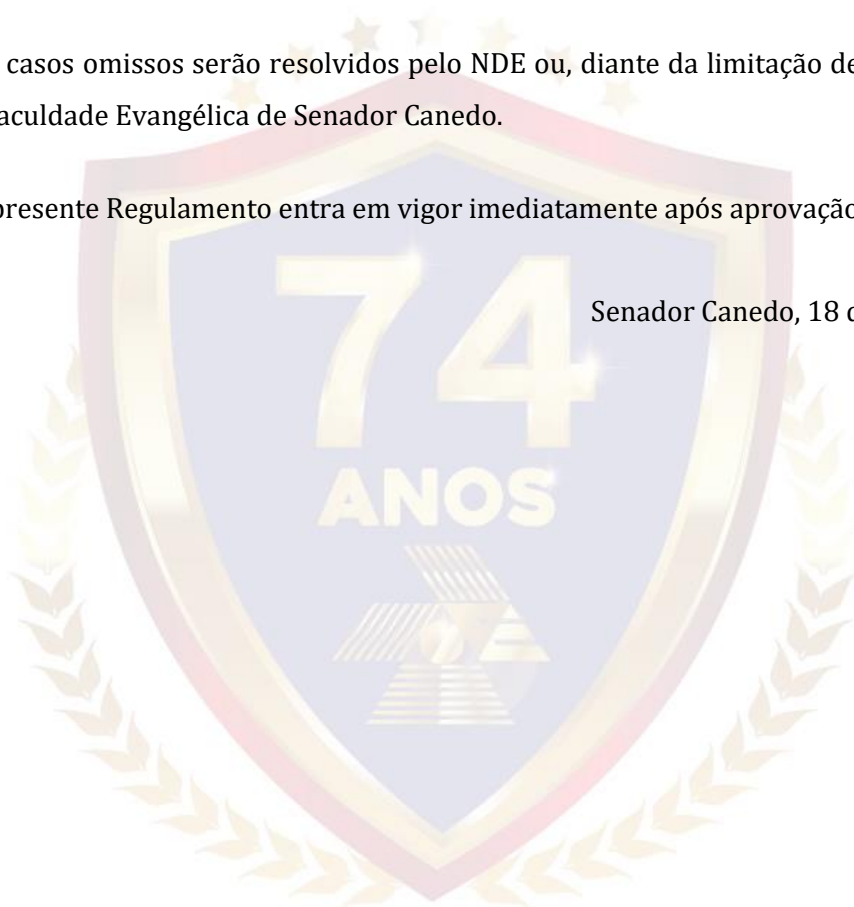 casos omissos serão resolvidos pelo NDE ou, diante da limitação de
aculdade Evangélica de Senador Canedo.
presente Regulamento entra em vigor imediatamente após aprovação
Senador Canedo, 18 d
74
ANOS